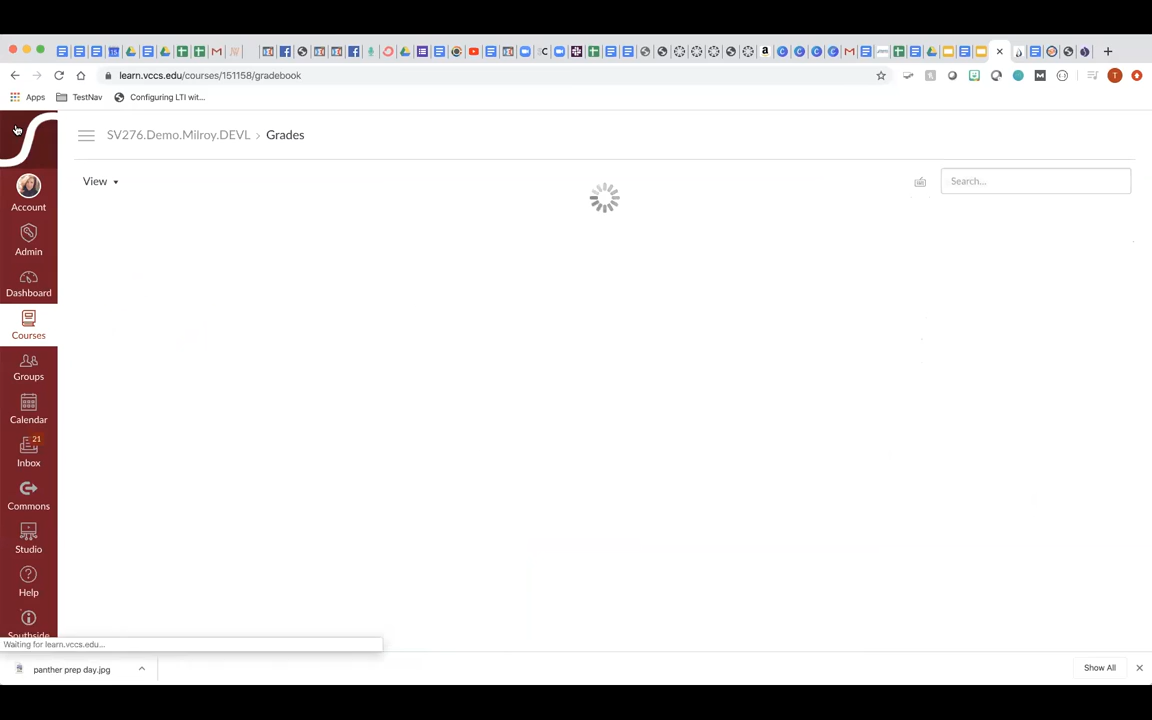 learn.vccs.edu/courses/151158/gradebook
Apps TestNav Configuring LTI wit...
SV276.Demo.Milroy.DEVL > Grades
View
Search...
Account
Admin
Dashboard
Courses
Groups
Calendar
21
Inbox
Commons
Studio
Help
Southside
Waiting for learn.vccs.edu...
panther prep day.jpg
Show All